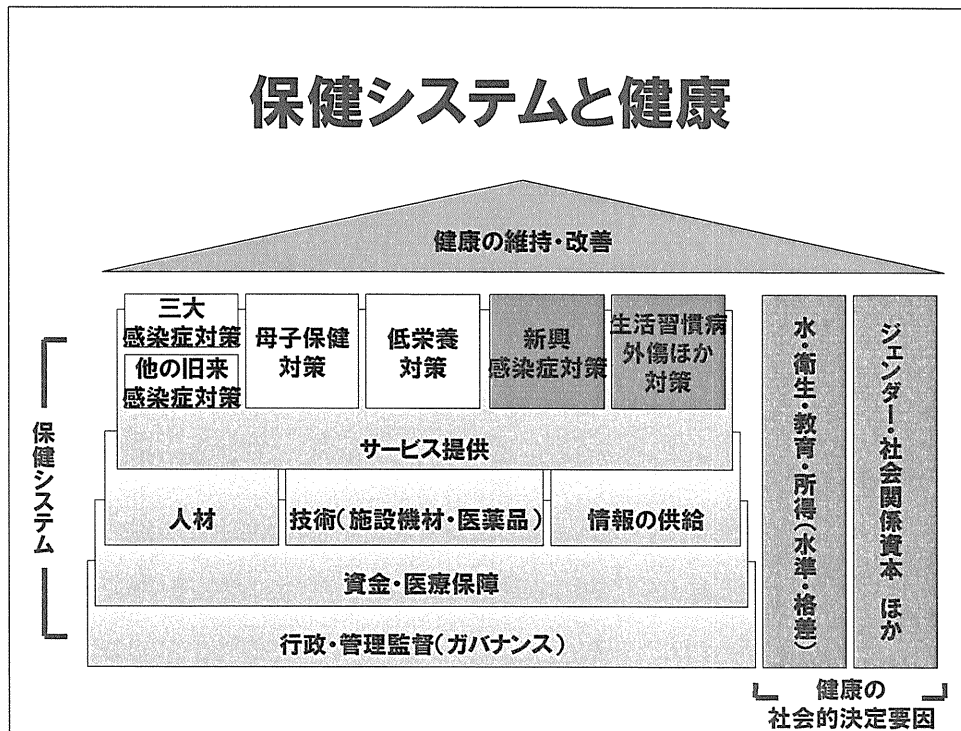 保健システムと健康
健康の維持・改善
三大
感染症対策
他の旧来
感染症対策
母子保健
対策
低栄養
対策
新興
感染症対策
生活習慣病
外傷ほか
対策
サービス提供
人材
技術(施設機材・医薬品)
情報の供給
資金・医療保障
行政・管理監督(ガバナンス)
保健システム
水・衛生・教育・所得(水準・格差)
ジェンダー・社会関係資本 ほか
健康の
社会的決定要因